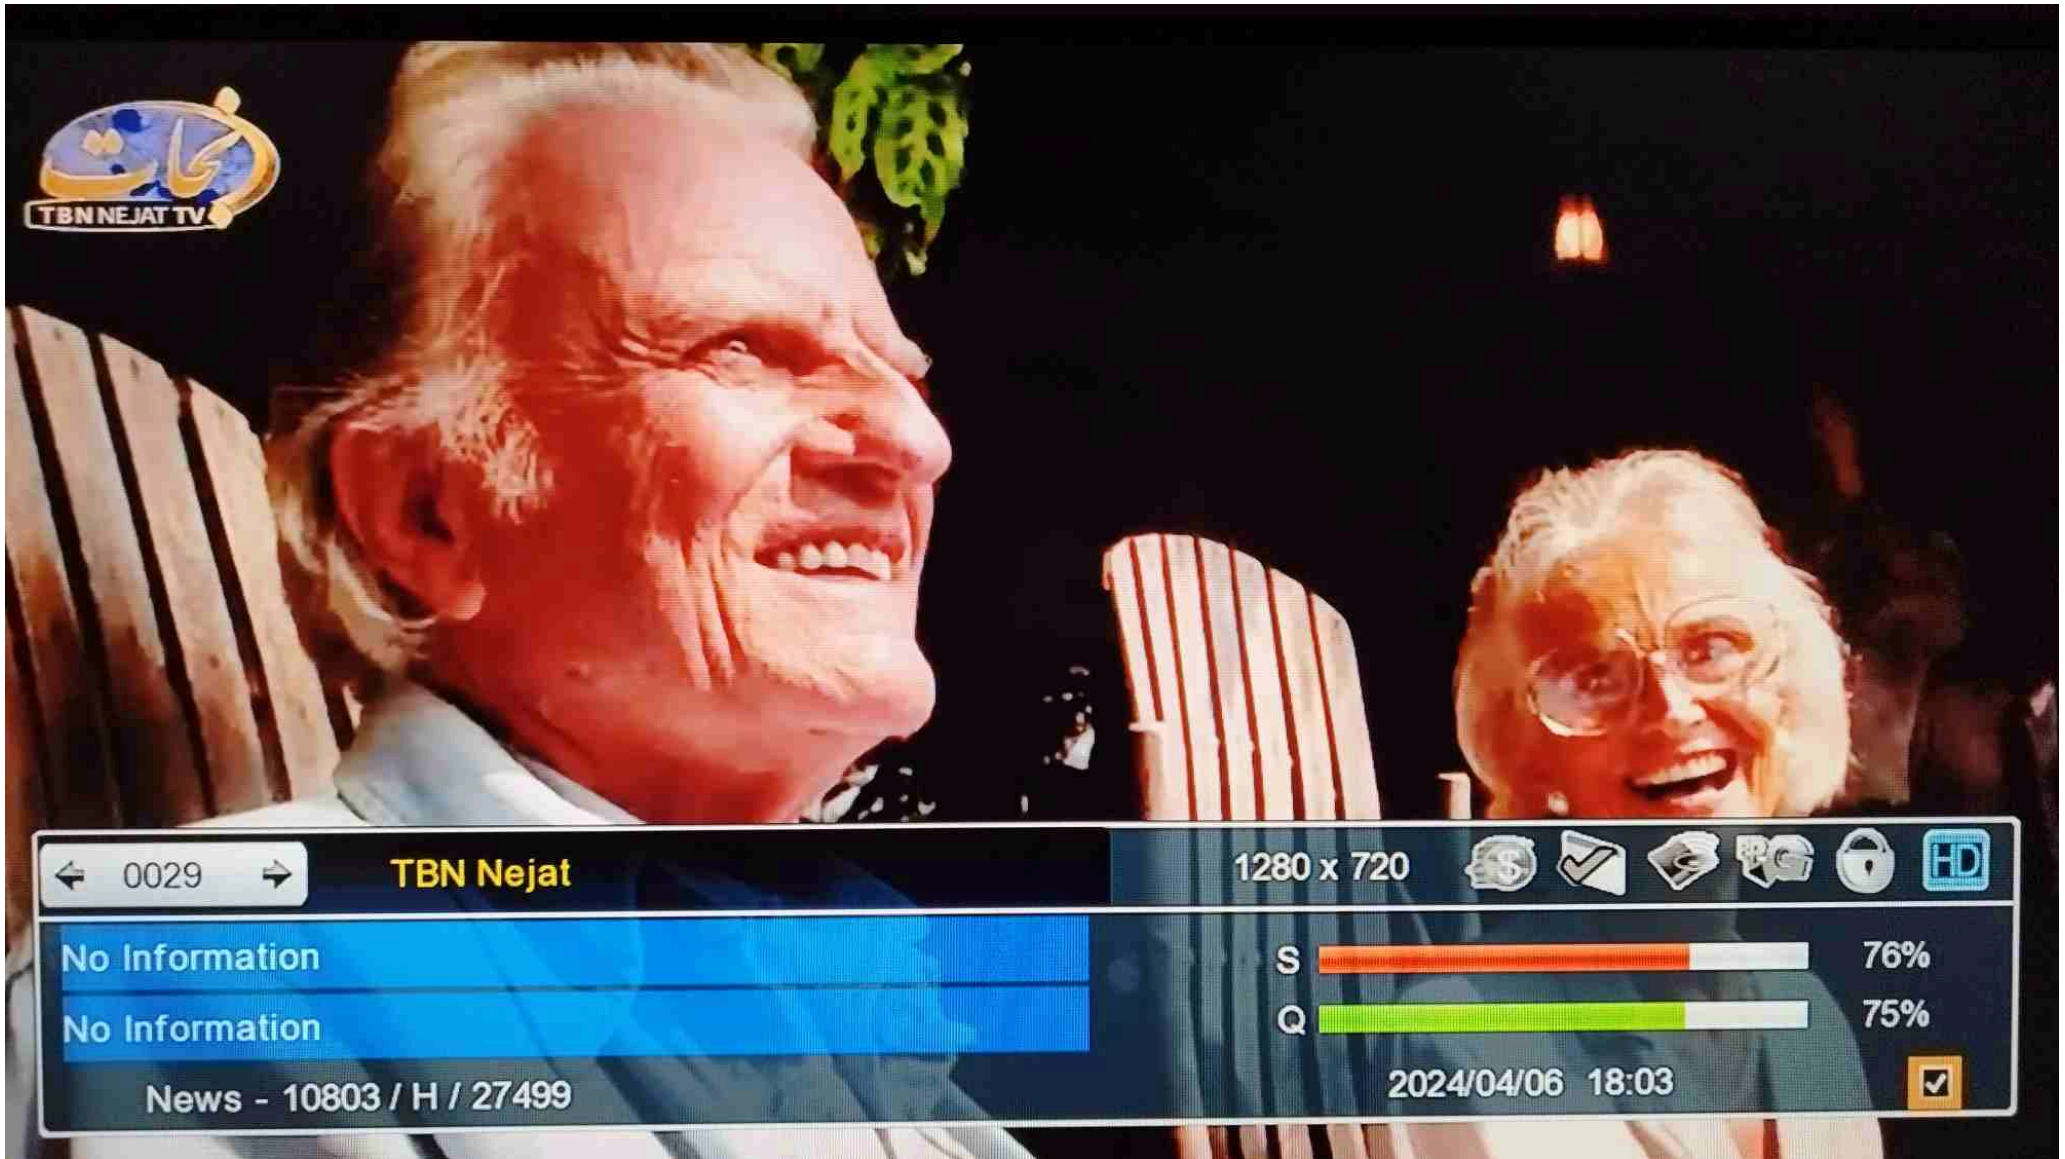 نجات
TBN NEJAT TV
0029
TBN Nejat
1280 x 720
HD
No Information
S 76%
No Information
Q 75%
News - 10803 / H / 27499
2024/04/06 18:03